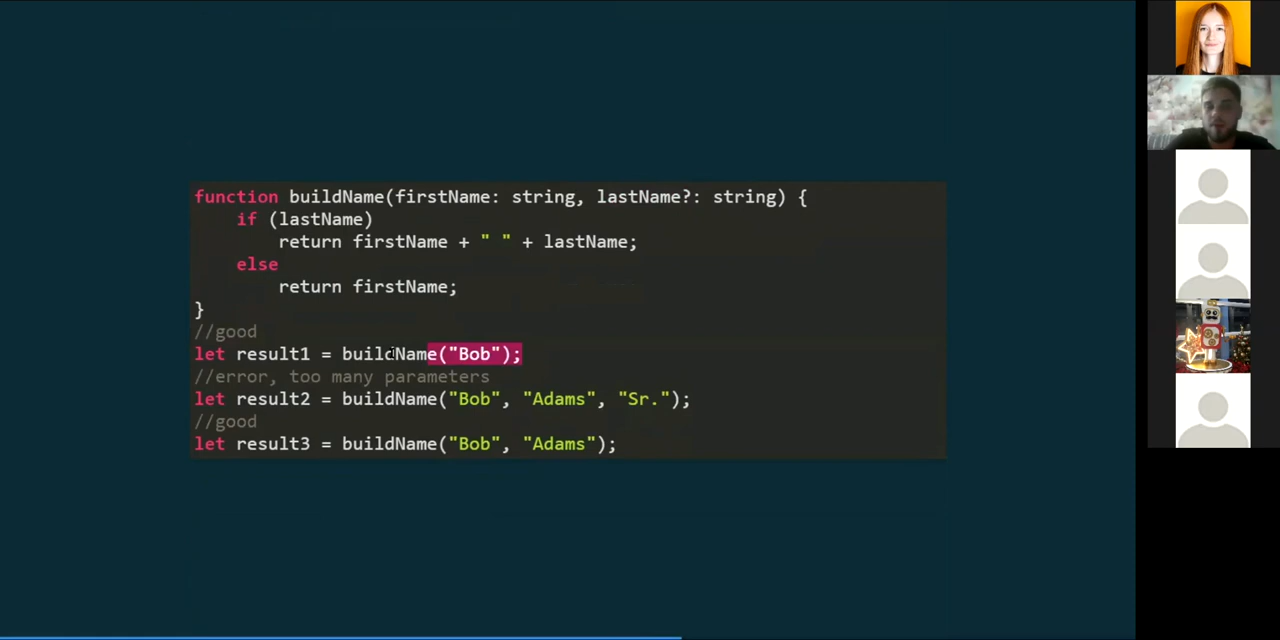 function buildName(firstName: string, lastName?: string) {
    if (lastName)
        return firstName + " " + lastName;
    else
        return firstName;
}
//good
let result1 = buildName("Bob");
//error, too many parameters
let result2 = buildName("Bob", "Adams", "Sr.");
//good
let result3 = buildName("Bob", "Adams");